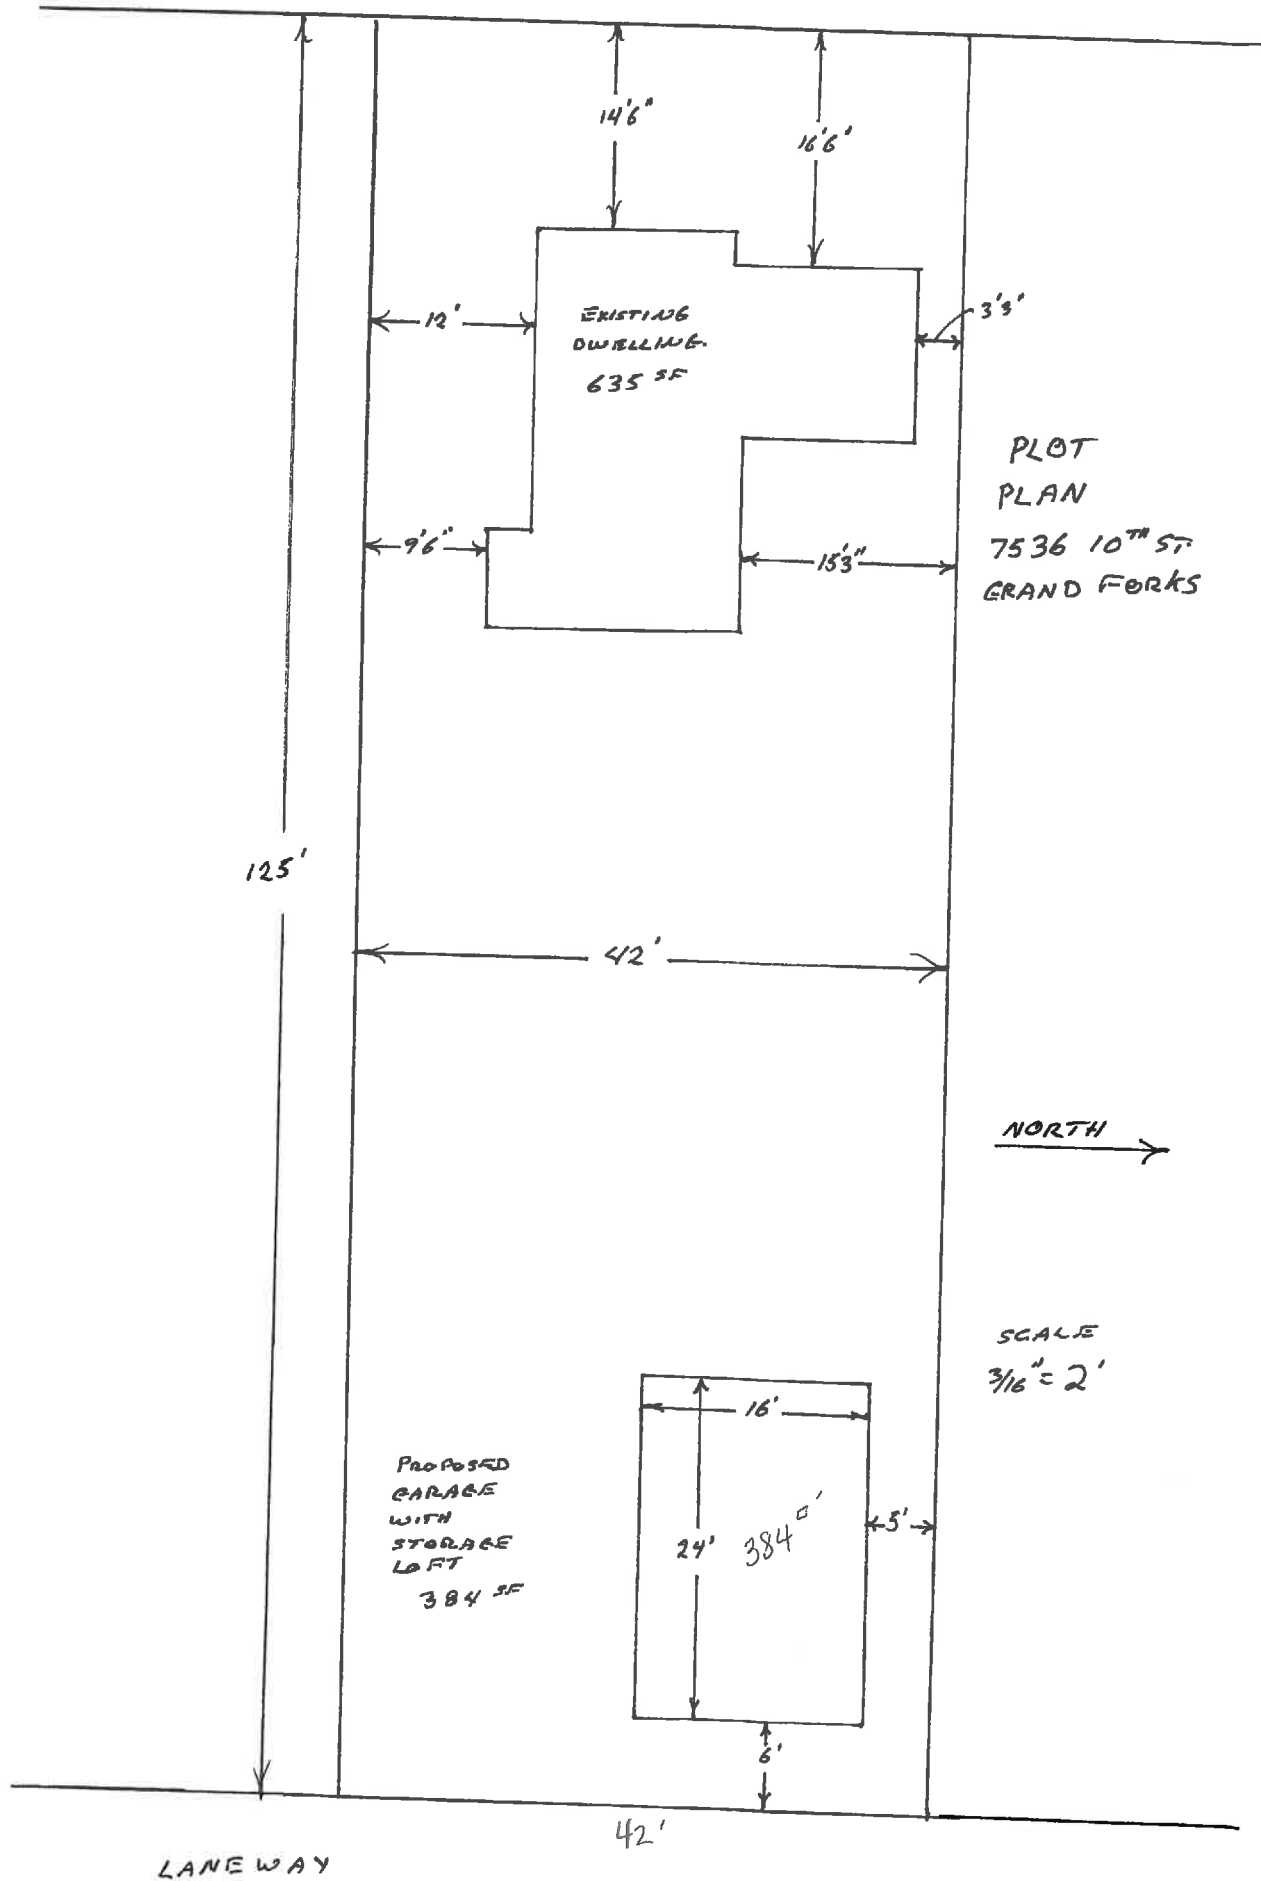 14'6"
16'6"
12'
EXISTING
DWELLING.
635 SF
3'3"
PLOT
PLAN
7536 10TH ST.
GRAND FORKS
9'6"
15'3"
125'
42'
NORTH
SCALE
3/16" = 2'
16'
PROPOSED
GARAGE
WITH
STORAGE
LOFT
384 SF
24'
384□'
5'
6'
42'
LANEWAY